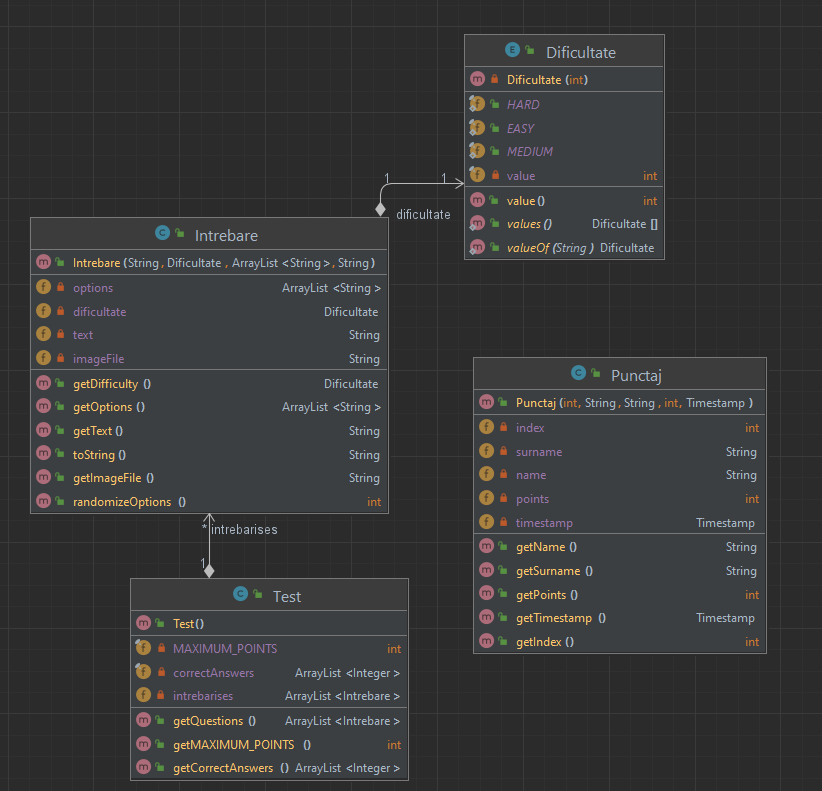 Dificultate
Dificultate (int)
HARD
EASY
MEDIUM
value int
value () int
values () Dificultate []
valueOf (String ) Dificultate
1 1
dificultate
Intrebare
Intrebare (String , Dificultate , ArrayList <String >, String )
options ArrayList <String >
dificultate Dificultate
text String
imageFile String
getDifficulty () Dificultate
getOptions () ArrayList <String >
getText () String
toString () String
getImageFile () String
randomizeOptions () int
* intrebarises
1
Punctaj
Punctaj (int, String , String , int, Timestamp )
index int
surname String
name String
points int
timestamp Timestamp
getName () String
getSurname () String
getPoints () int
getTimestamp () Timestamp
getIndex () int
Test
Test()
MAXIMUM_POINTS int
correctAnswers ArrayList <Integer >
intrebarises ArrayList <Intrebare >
getQuestions () ArrayList <Intrebare >
getMAXIMUM_POINTS () int
getCorrectAnswers () ArrayList <Integer >